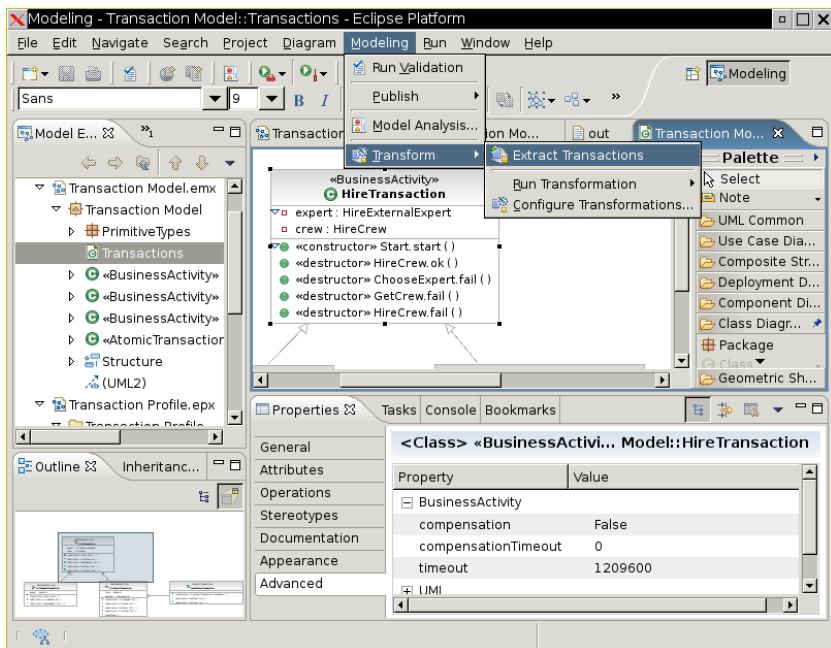 Modeling - Transaction Model::Transactions - Eclipse Platform
File Edit Navigate Search Project Diagram Modeling Run Window Help
Run Validation
Publish
Model Analysis...
Transform
Extract Transactions
Run Transformation
Configure Transformations...
Modeling
Sans 9 B I »
Model E... »1
Transaction
ion Mo... out Transaction Mo...
Transaction Model.emx
Transaction Model
PrimitiveTypes
Transactions
«BusinessActivity»
«BusinessActivity»
«BusinessActivity»
«AtomicTransaction
Structure
(UML2)
Transaction Profile.epx
Transaction Profile
«BusinessActivity»
HireTransaction
expert : HireExternalExpert
crew : HireCrew
«constructor» Start.start ( )
«destructor» HireCrew.ok ( )
«destructor» ChooseExpert.fail ( )
«destructor» GetCrew.fail ( )
«destructor» HireCrew.fail ( )
Palette
Select
Note
UML Common
Use Case Dia...
Composite Str...
Deployment D...
Component Di...
Class Diagr...
Package
Class
Geometric Sh...
Outline Inheritanc...
Properties Tasks Console Bookmarks
General
Attributes
Operations
Stereotypes
Documentation
Appearance
Advanced
<Class> «BusinessActivi... Model::HireTransaction
Property Value
BusinessActivity
compensation False
compensationTimeout 0
timeout 1209600
UML